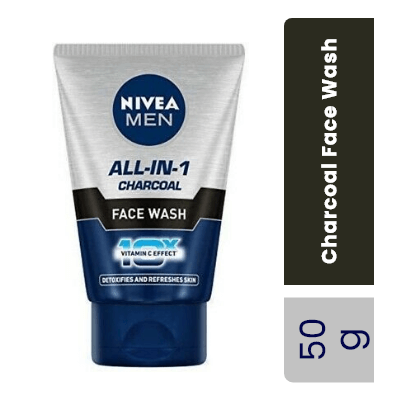 NIVEA
MEN
ALL-IN-1
CHARCOAL
FACE WASH
10X
VITAMIN C EFFECT*
DETOXIFIES AND REFRESHES SKIN
Charcoal Face Wash
50
g